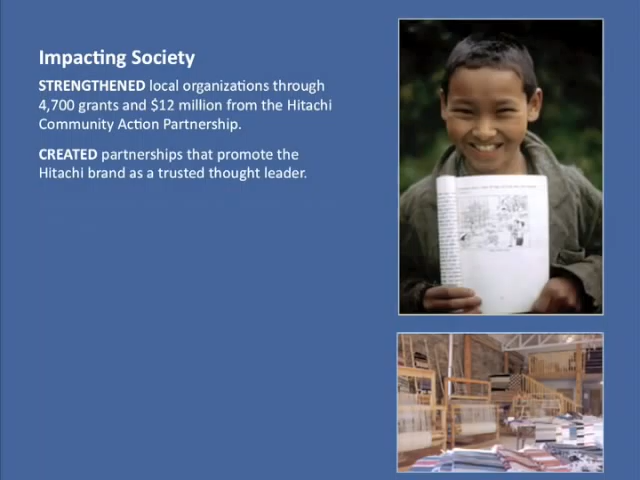 Impacting Society
STRENGTHENED local organizations through
4,700 grants and $12 million from the Hitachi
Community Action Partnership.
CREATED partnerships that promote the
Hitachi brand as a trusted thought leader.